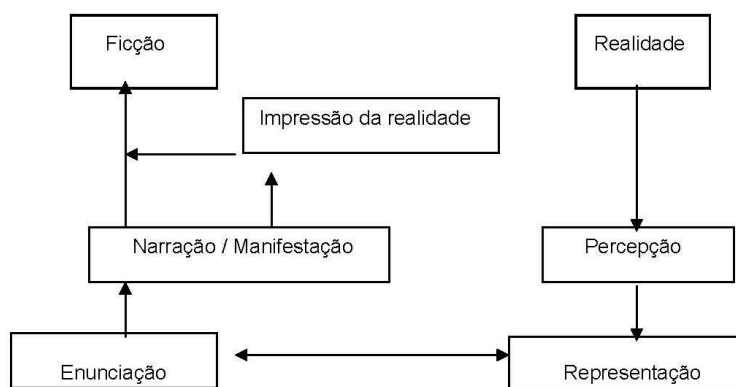 Ficção
Realidade
Impressão da realidade
Narração / Manifestação
Percepção
Enunciação
Representação